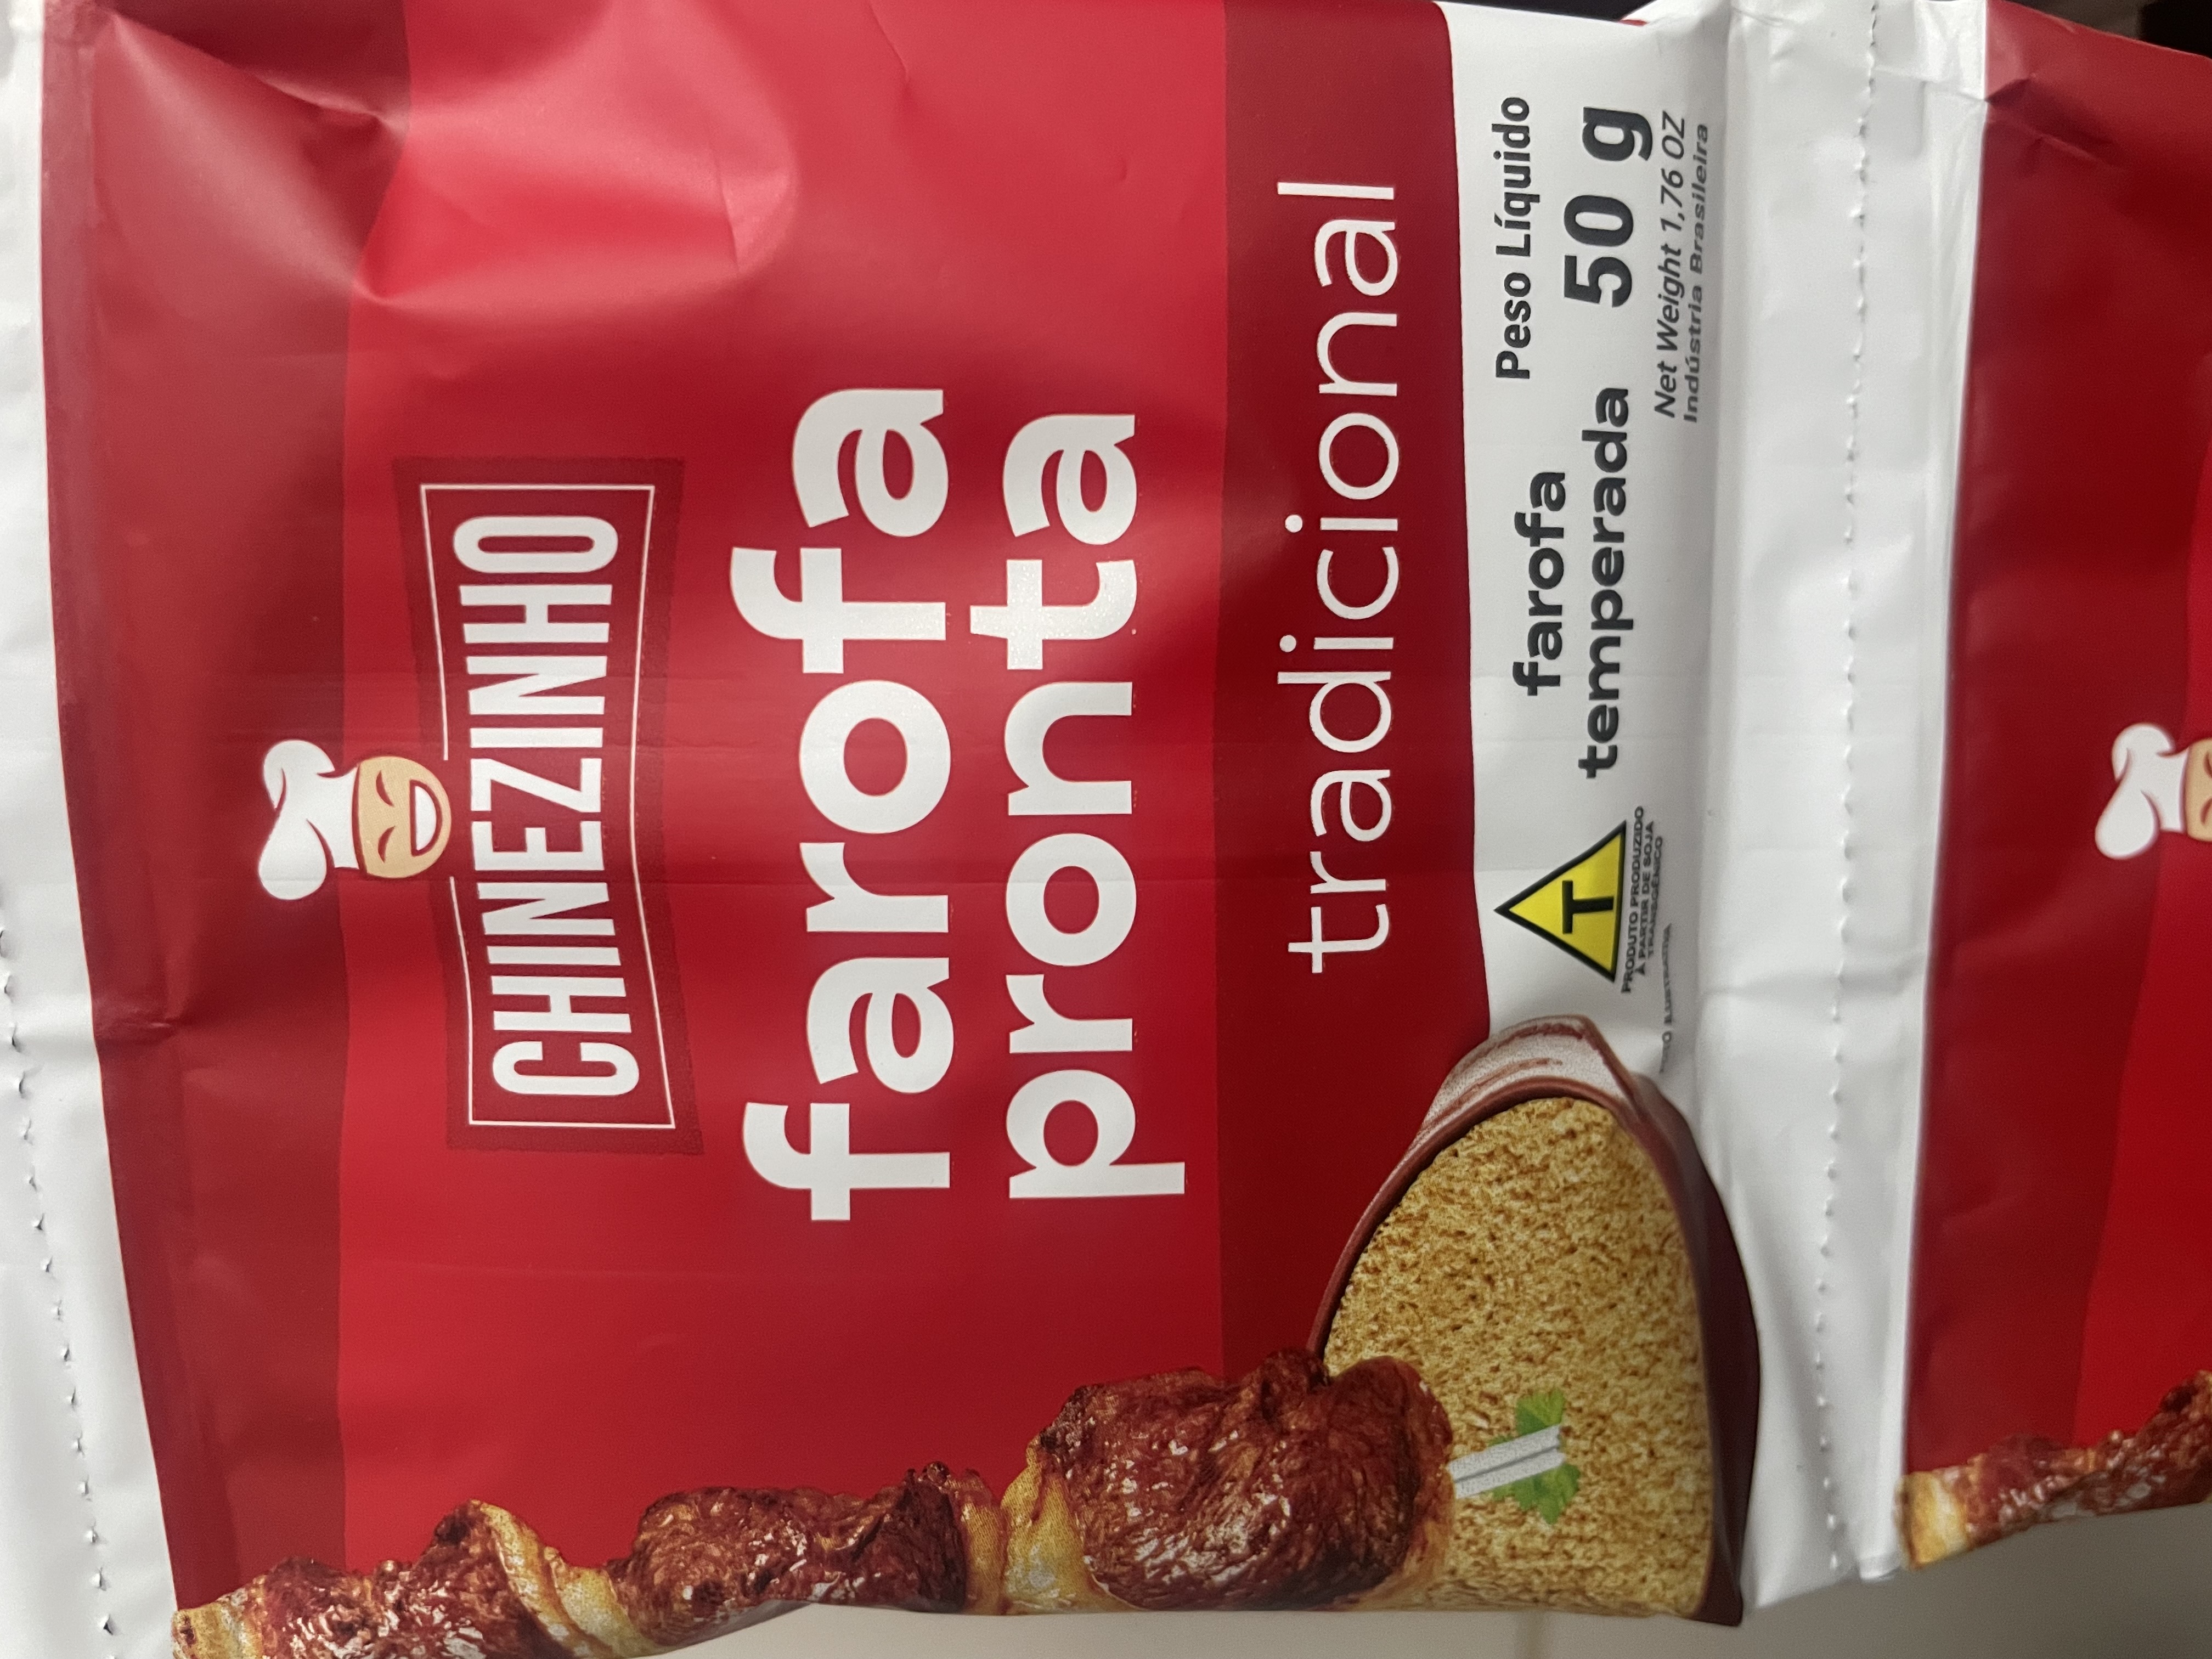 CHINEZINHO
farofa
pronta
tradicional
PRODUTO PRODUZIDO
A PARTIR DE SOJA
TRANSGÊNICO
farofa
temperada
Peso Líquido
50 g
Net Weight 1,76 OZ
Indústria Brasileira